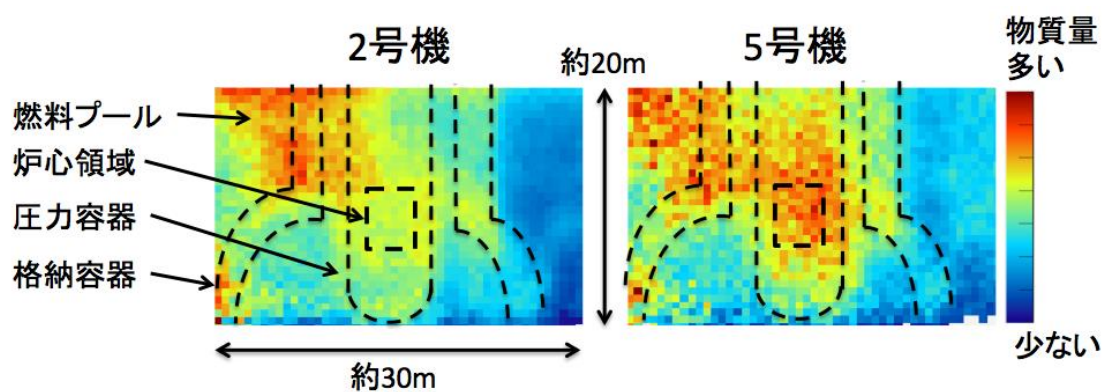 2号機
5号機
約20m
物質量
多い
燃料プール
炉心領域
圧力容器
格納容器
少ない
約30m